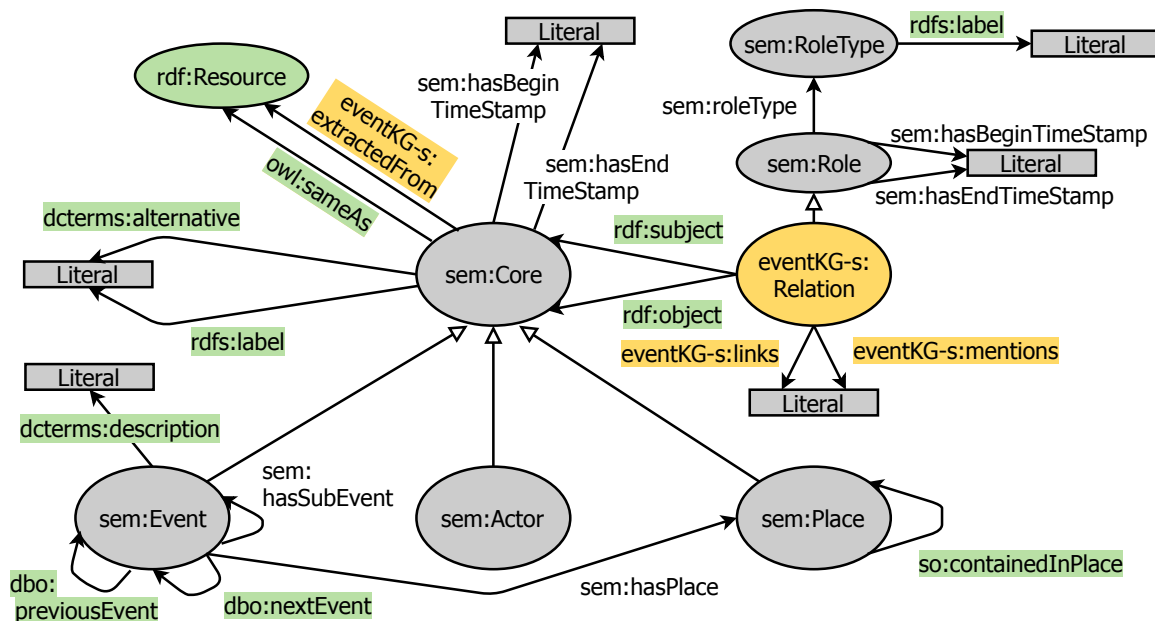 Literal
rdfs:label
sem:RoleType
Literal
rdf:Resource
sem:hasBegin
TimeStamp
eventKG-s:
extractedFrom
sem:roleType
sem:hasBeginTimeStamp
sem:Role
Literal
sem:hasEnd
TimeStamp
sem:hasEndTimeStamp
owl:sameAs
dcterms:alternative
rdf:subject
Literal
sem:Core
eventKG-s:
Relation
rdf:object
rdfs:label
eventKG-s:links
eventKG-s:mentions
Literal
Literal
dcterms:description
sem:
hasSubEvent
sem:Event
sem:Actor
sem:Place
so:containedInPlace
dbo:
previousEvent
dbo:nextEvent
sem:hasPlace